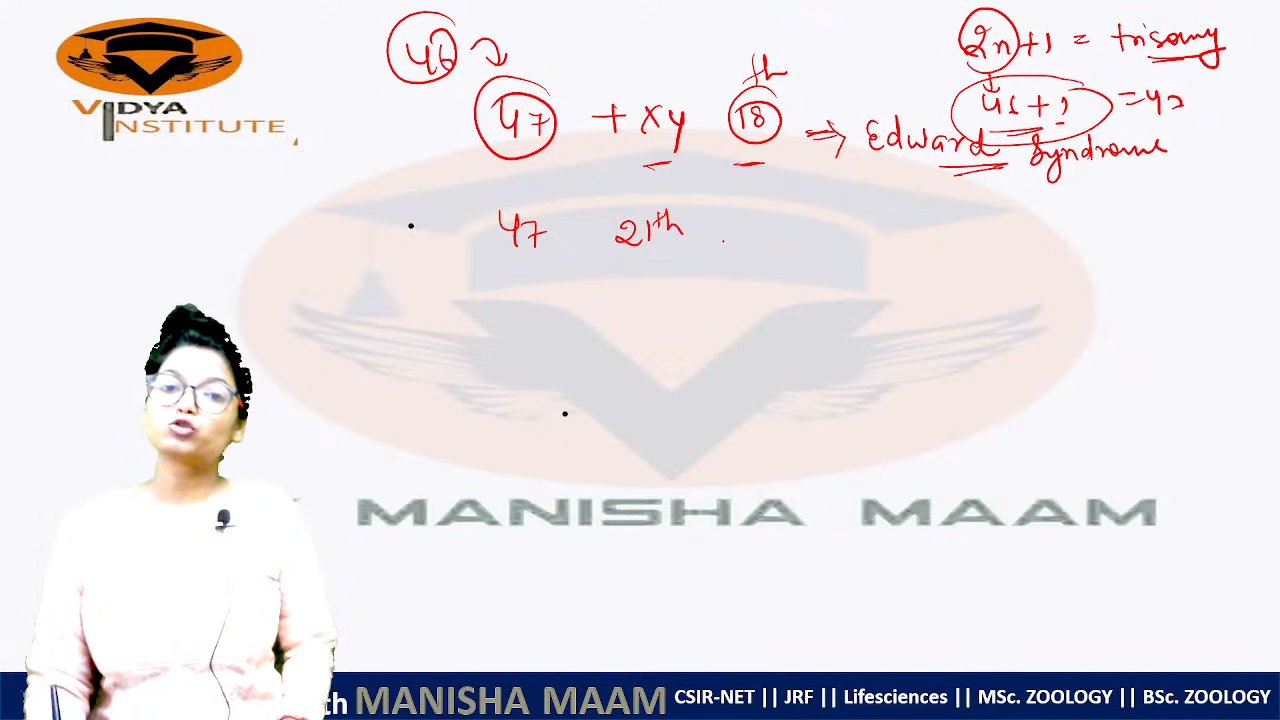 VIDYA
INSTITUTE
46
2n+1 = trisomy
47 + xy 18th
46+1 = 47
⇒ Edward Syndrome
47 21th
MANISHA MAAM
th MANISHA MAAM CSIR-NET || JRF || Lifesciences || MSc. ZOOLOGY || BSc. ZOOLOGY